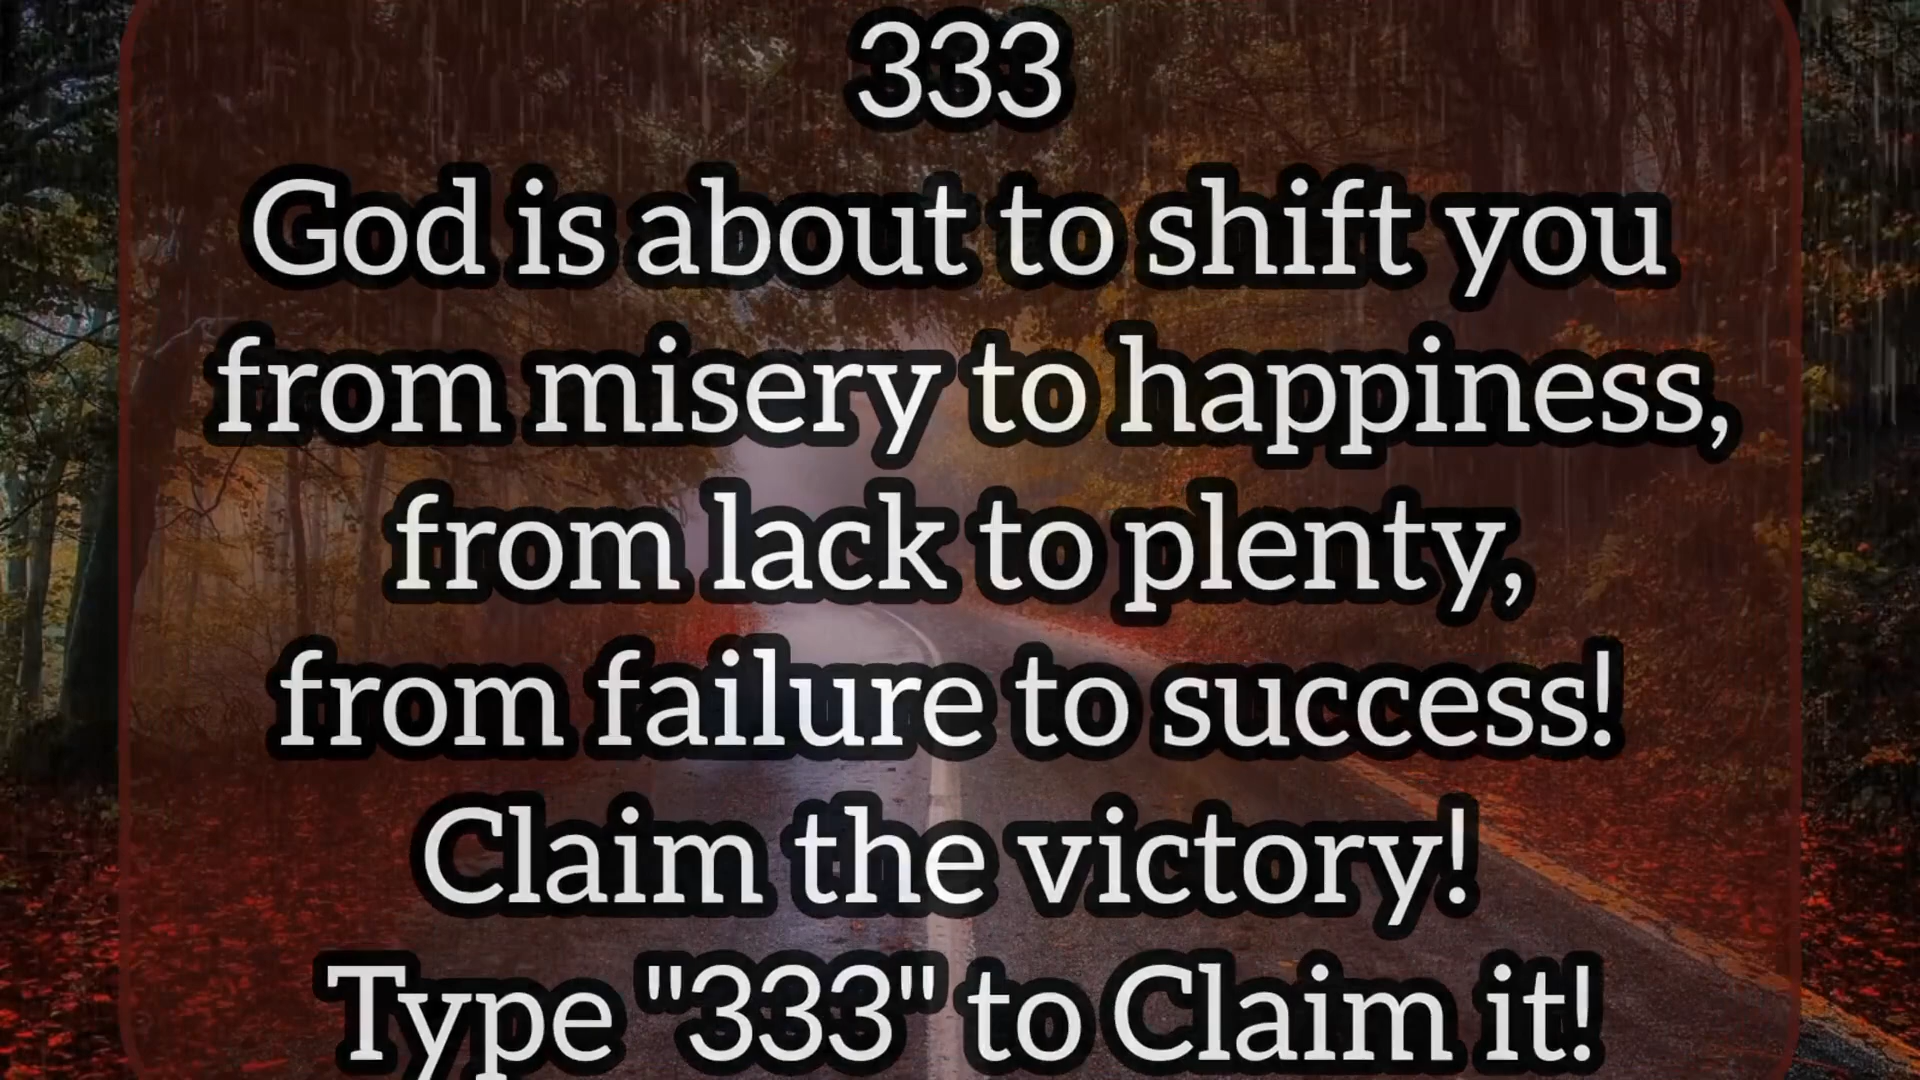 333
God is about to shift you
from misery to happiness,
from lack to plenty,
from failure to success!
Claim the victory!
Type "333" to Claim it!